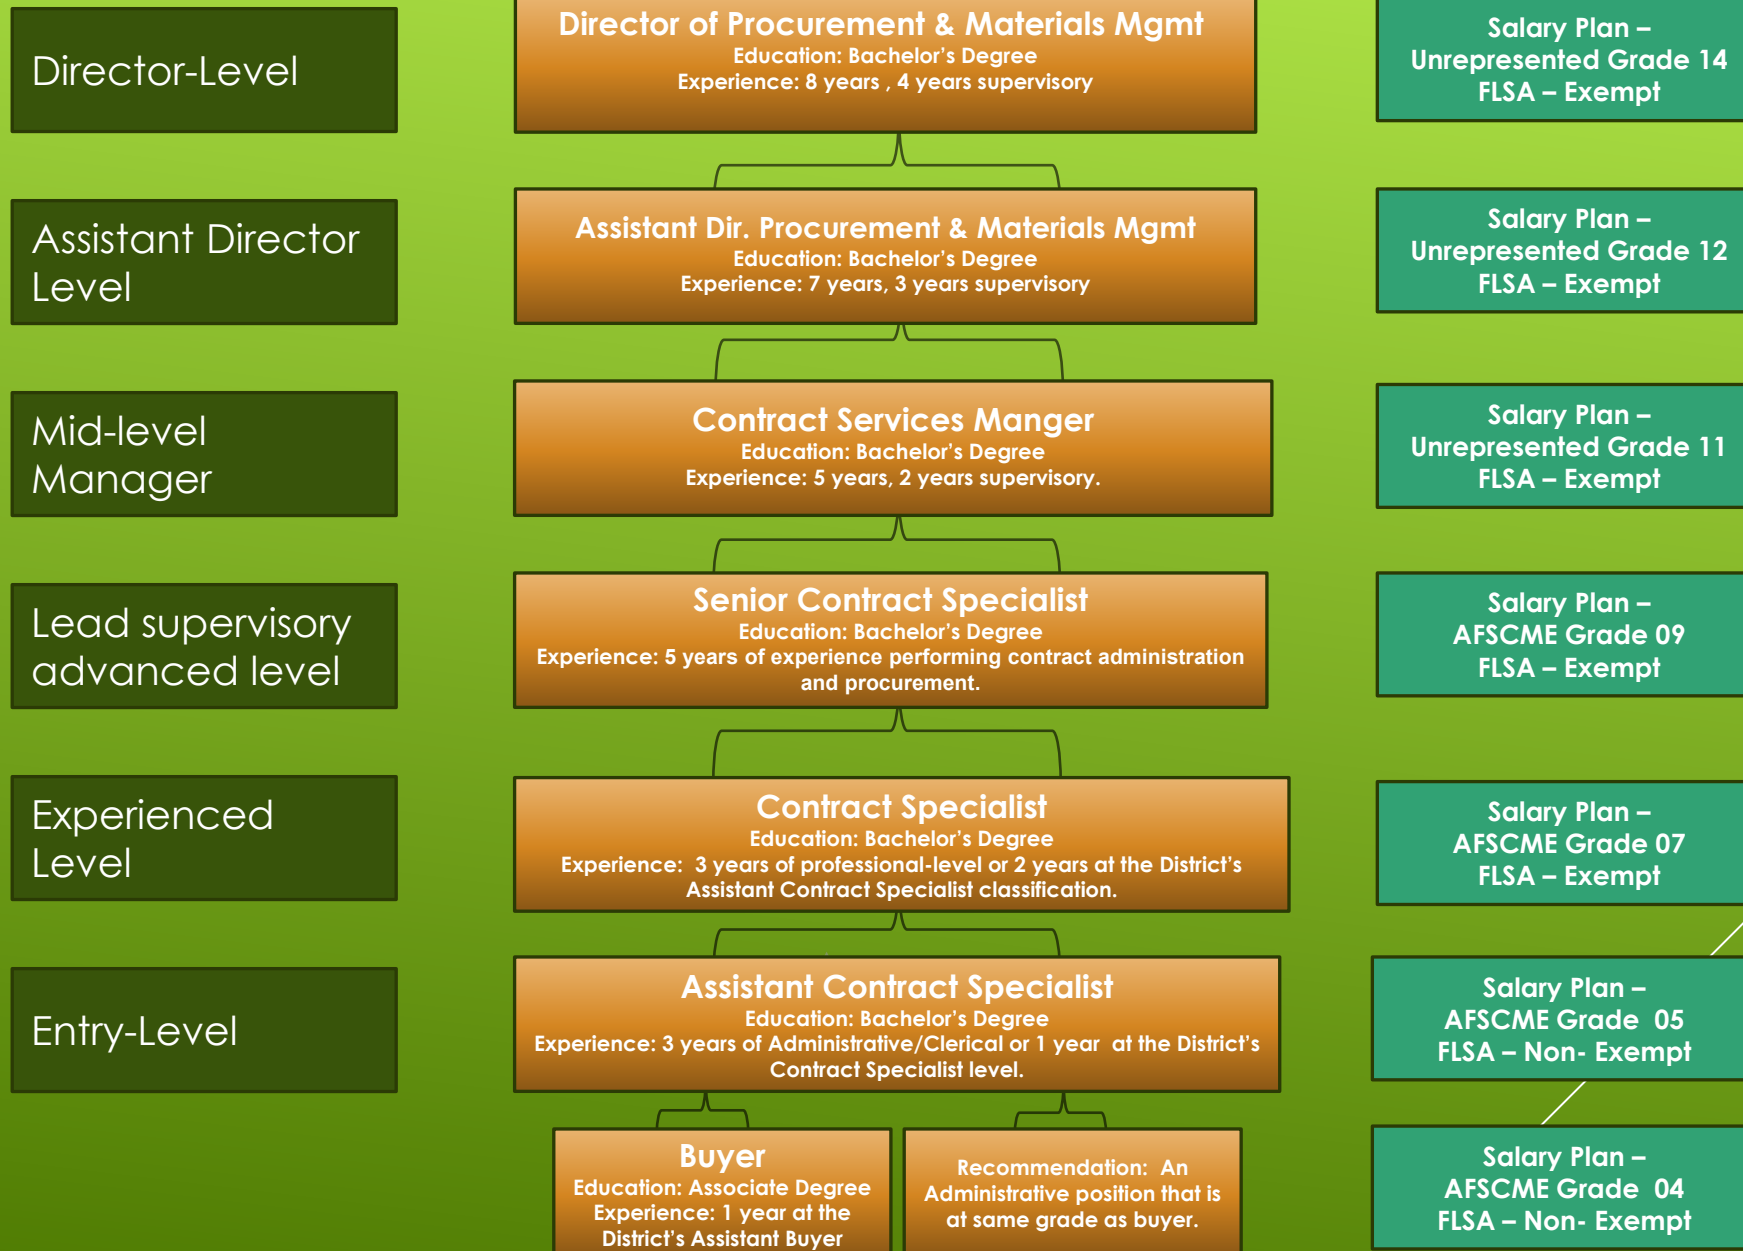 Director-Level
Director of Procurement & Materials Mgmt
Education: Bachelor's Degree
Experience: 8 years , 4 years supervisory
Salary Plan –
Unrepresented Grade 14
FLSA – Exempt
Assistant Director
Level
Assistant Dir. Procurement & Materials Mgmt
Education: Bachelor's Degree
Experience: 7 years, 3 years supervisory
Salary Plan –
Unrepresented Grade 12
FLSA – Exempt
Mid-level
Manager
Contract Services Manger
Education: Bachelor's Degree
Experience: 5 years, 2 years supervisory.
Salary Plan –
Unrepresented Grade 11
FLSA – Exempt
Lead supervisory
advanced level
Senior Contract Specialist
Education: Bachelor's Degree
Experience: 5 years of experience performing contract administration
and procurement.
Salary Plan –
AFSCME Grade 09
FLSA – Exempt
Experienced
Level
Contract Specialist
Education: Bachelor's Degree
Experience:  3 years of professional-level or 2 years at the District's
Assistant Contract Specialist classification.
Salary Plan –
AFSCME Grade 07
FLSA – Exempt
Entry-Level
Assistant Contract Specialist
Education: Bachelor's Degree
Experience: 3 years of Administrative/Clerical or 1 year  at the District's
Contract Specialist level.
Salary Plan –
AFSCME Grade  05
FLSA – Non- Exempt
Buyer
Education: Associate Degree
Experience: 1 year at the
District's Assistant Buyer
Recommendation:  An
Administrative position that is
at same grade as buyer.
Salary Plan –
AFSCME Grade  04
FLSA – Non- Exempt